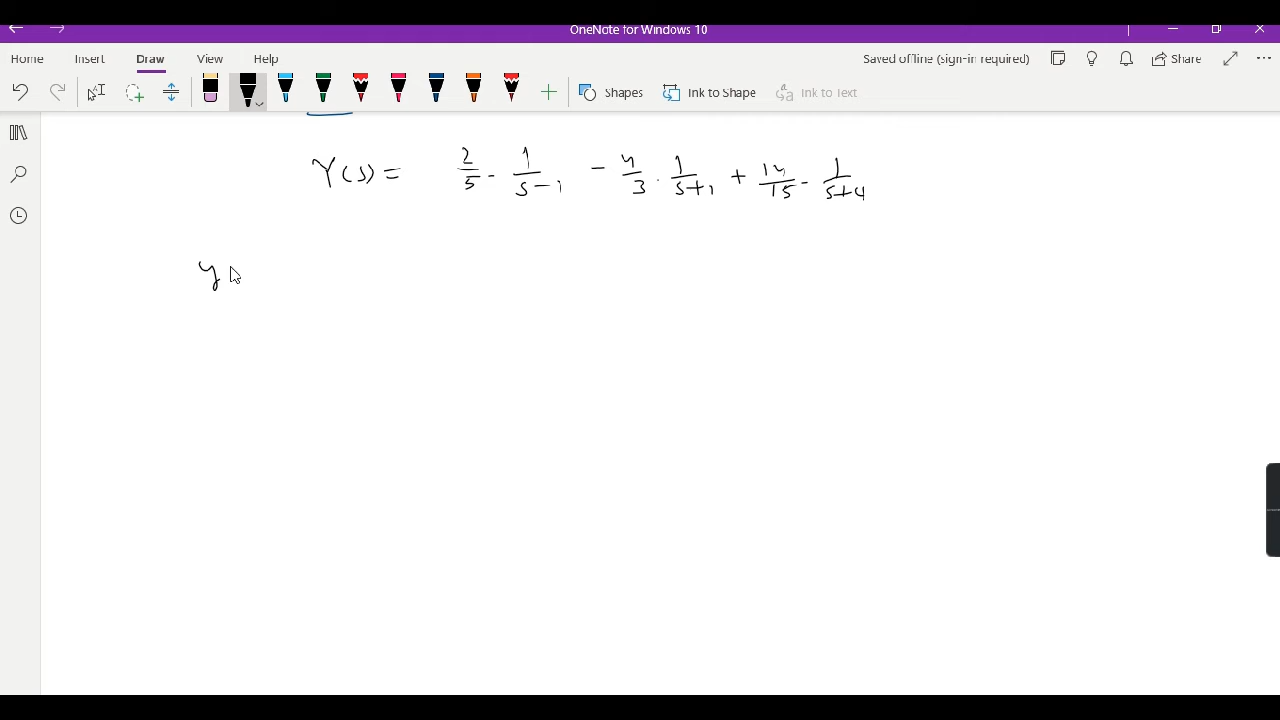 OneNote for Windows 10
Home Insert Draw View Help Saved offline (sign-in required) Share
Shapes Ink to Shape Ink to Text
Y(s) = 2/5 · 1/(s-1) - 4/3 · 1/(s+1) + 14/15 · 1/(s+4)
y